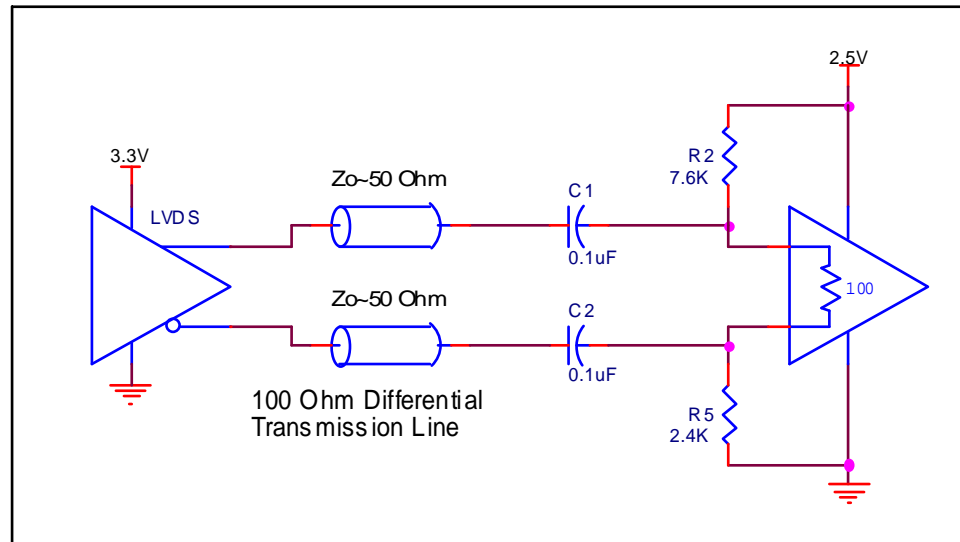 2.5V
3.3V
R2
7.6K
Zo~50 Ohm
C1
LVDS
0.1uF
100
Zo~50 Ohm
C2
0.1uF
R5
2.4K
100 Ohm Differential
Transmission Line